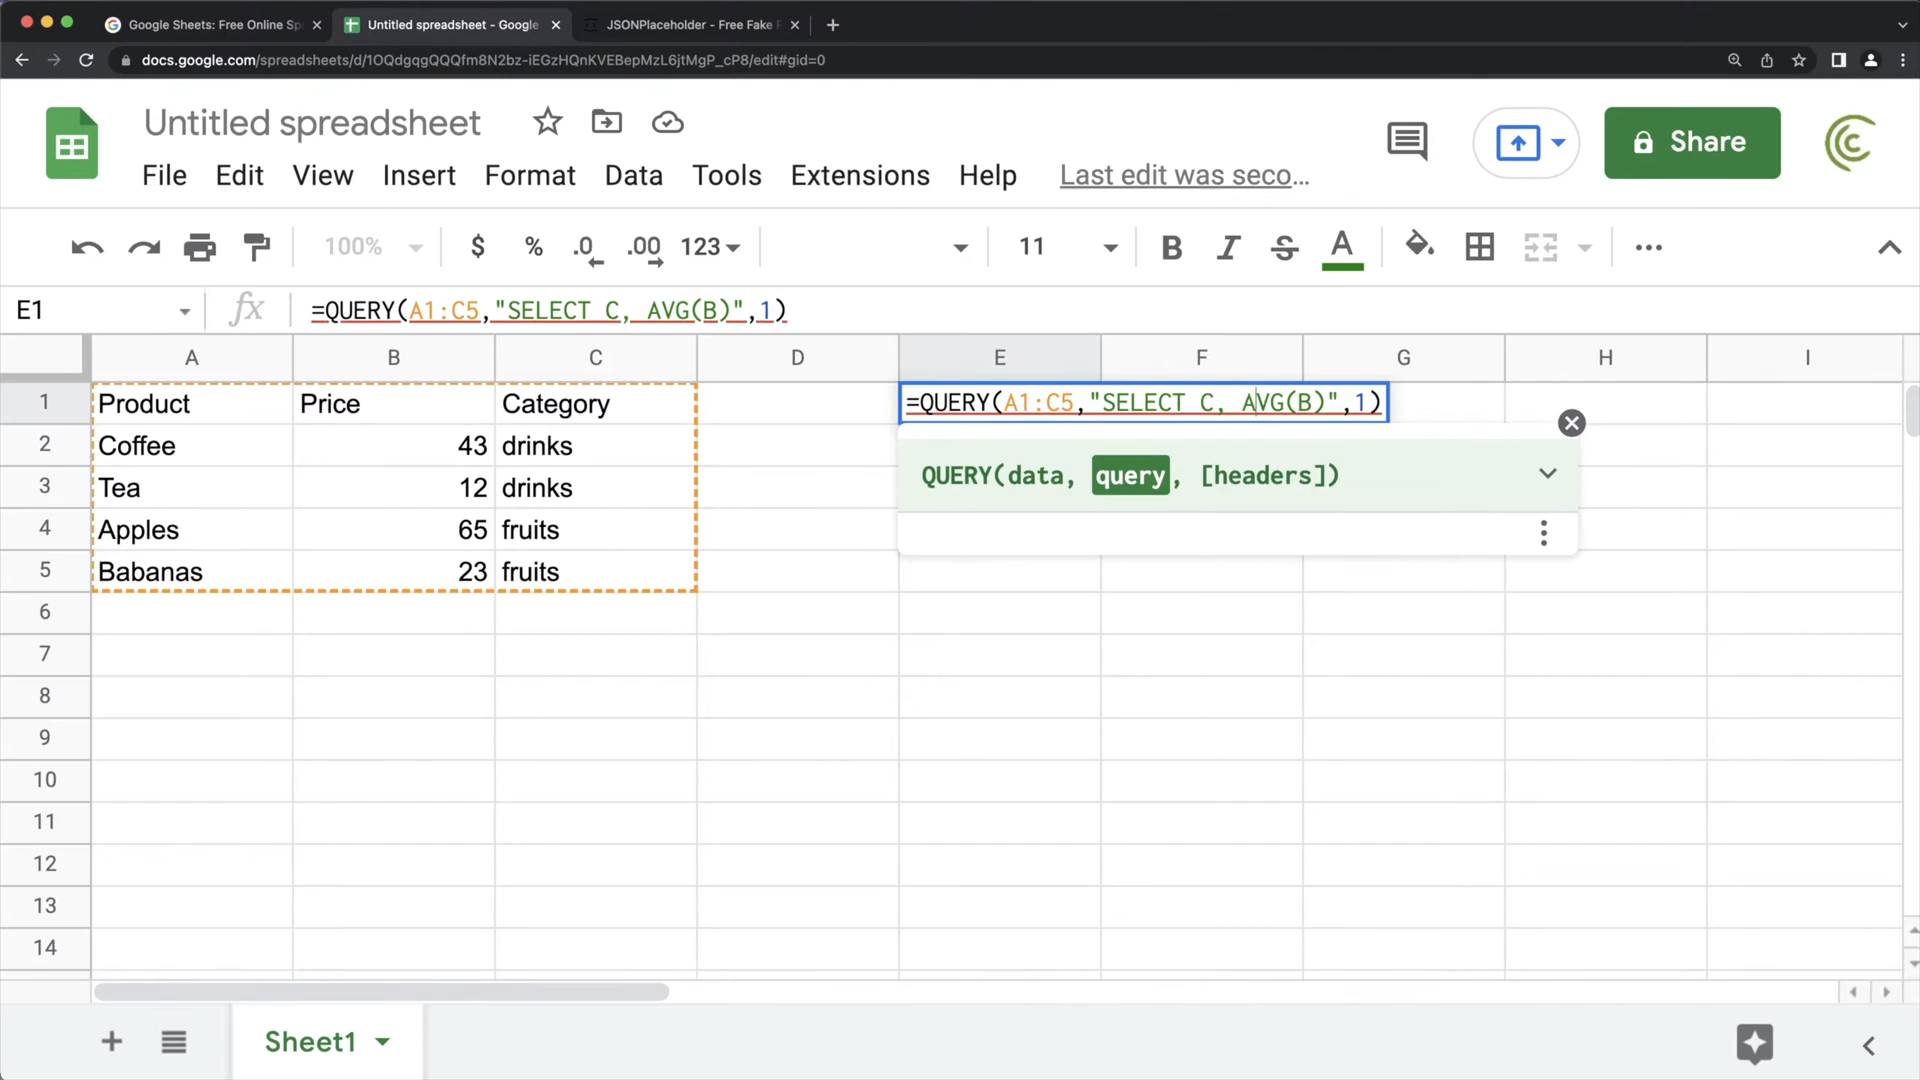 Google Sheets: Free Online Sp
Untitled spreadsheet - Google
JSONPlaceholder - Free Fake
docs.google.com/spreadsheets/d/1OQdgqgQQQfm8N2bz-iEGzHQnKVEBepMzL6jtMgP_cP8/edit#gid=0
Untitled spreadsheet
Share
File Edit View Insert Format Data Tools Extensions Help Last edit was seco...
100% $ % .0 .00 123 11 B I S A
E1 fx =QUERY(A1:C5,"SELECT C, AVG(B)",1)
A B C D E F G H I
1 Product Price Category =QUERY(A1:C5,"SELECT C, AVG(B)",1)
2 Coffee 43 drinks
QUERY(data, query, [headers])
3 Tea 12 drinks
4 Apples 65 fruits
5 Babanas 23 fruits
6
7
8
9
10
11
12
13
14
Sheet1